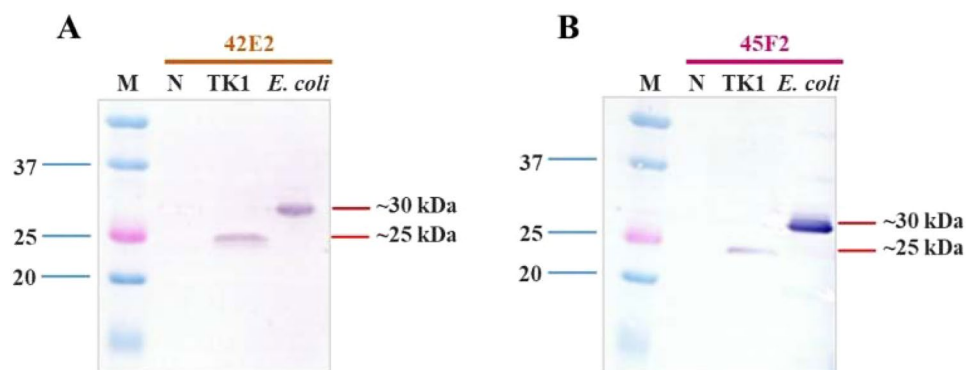 A
42E2
M N TK1 E. coli
37
25
20
~30 kDa
~25 kDa
B
45F2
M N TK1 E. coli
37
25
20
~30 kDa
~25 kDa